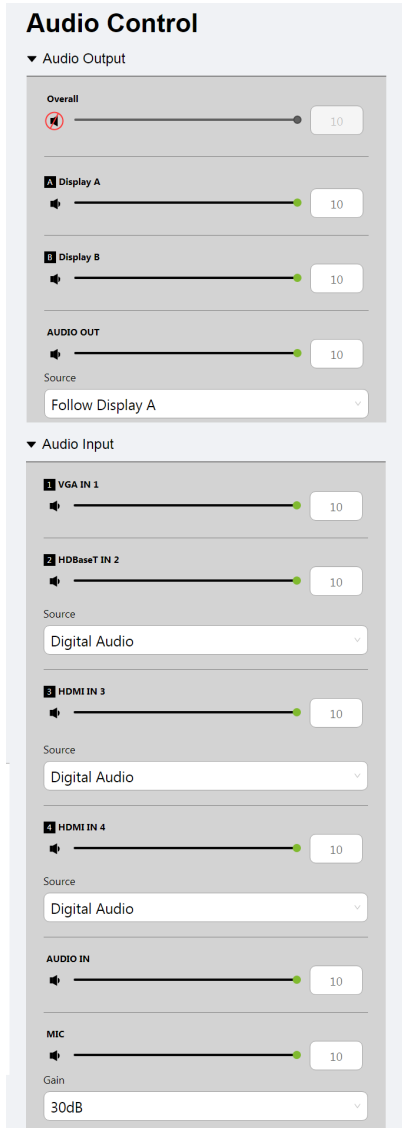 Audio Control
Audio Output
Overall
10
A Display A
10
B Display B
10
AUDIO OUT
10
Source
Follow Display A
Audio Input
1 VGA IN 1
10
2 HDBaseT IN 2
10
Source
Digital Audio
3 HDMI IN 3
10
Source
Digital Audio
4 HDMI IN 4
10
Source
Digital Audio
AUDIO IN
10
MIC
10
Gain
30dB